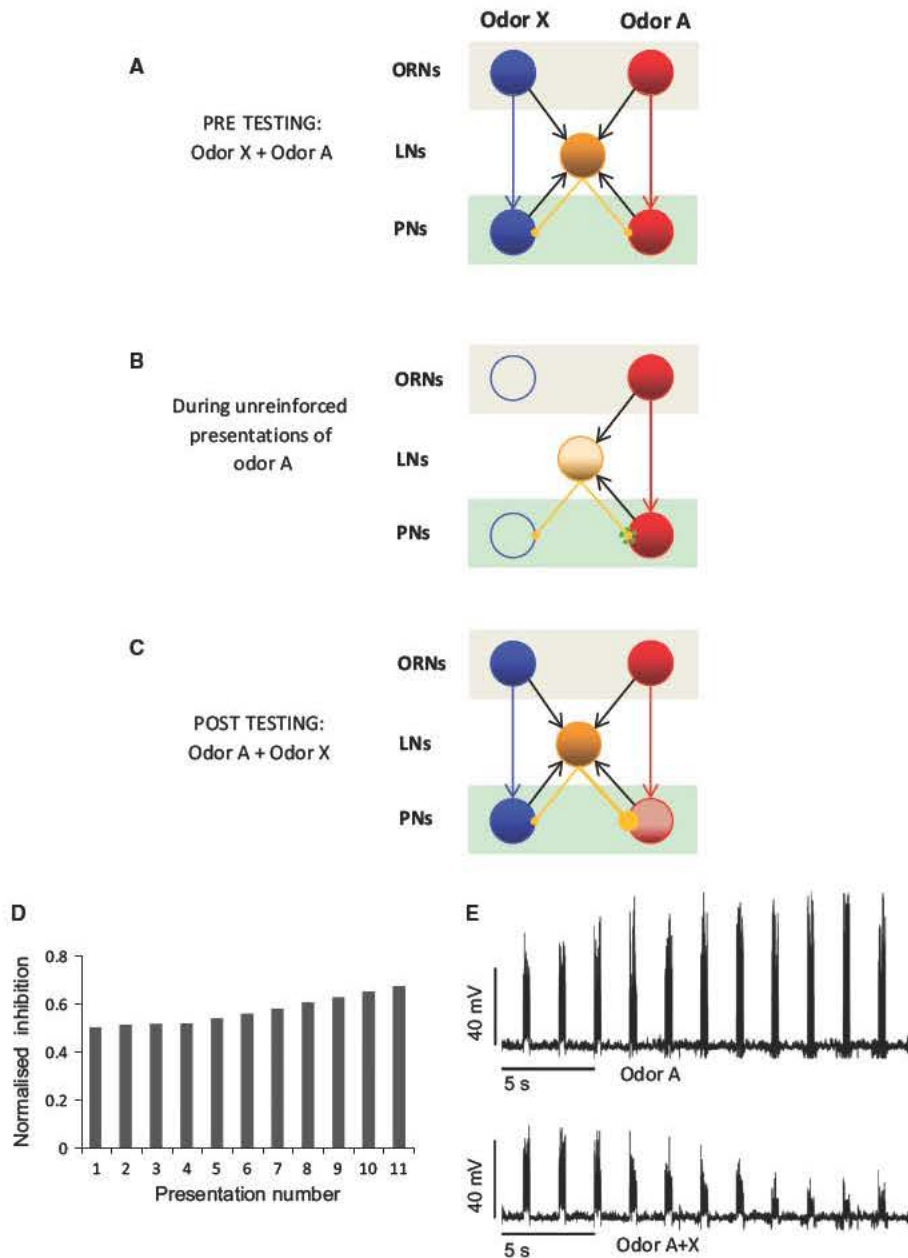 Odor X Odor A
A
ORNs
PRE TESTING:
Odor X + Odor A
LNs
PNs
B
ORNs
During unreinforced
presentations of
odor A
LNs
PNs
C
ORNs
POST TESTING:
Odor A + Odor X
LNs
PNs
D
Normalised inhibition
0.8
0.6
0.4
0.2
0
1 2 3 4 5 6 7 8 9 10 11
Presentation number
E
40 mV
5 s
Odor A
40 mV
5 s
Odor A+X